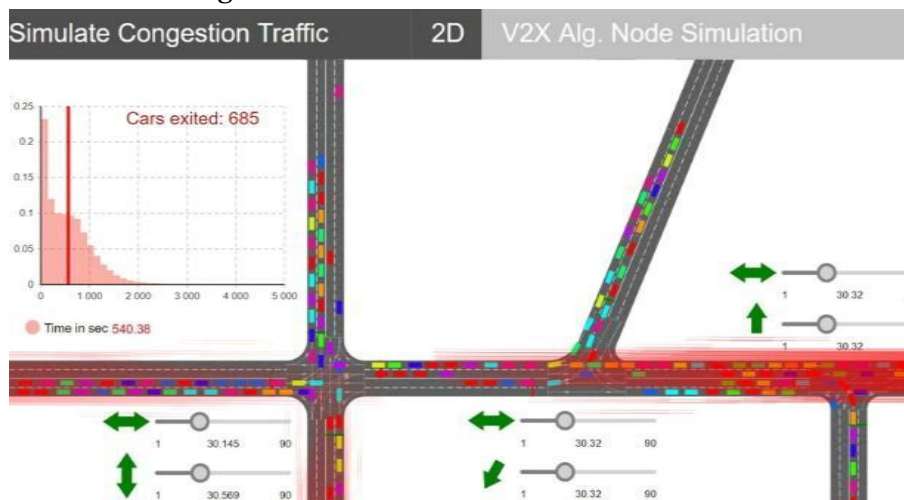 Simulate Congestion Traffic 2D V2X Alg. Node Simulation
Cars exited: 685
0.25
0.2
0.15
0.1
0.05
0
0 1 000 2 000 3 000 4 000 5 000
Time in sec 540.38
1 30.32
1 30.32
1 30.145 90
1 30.569 90
1 30.32 90
1 30.32 90